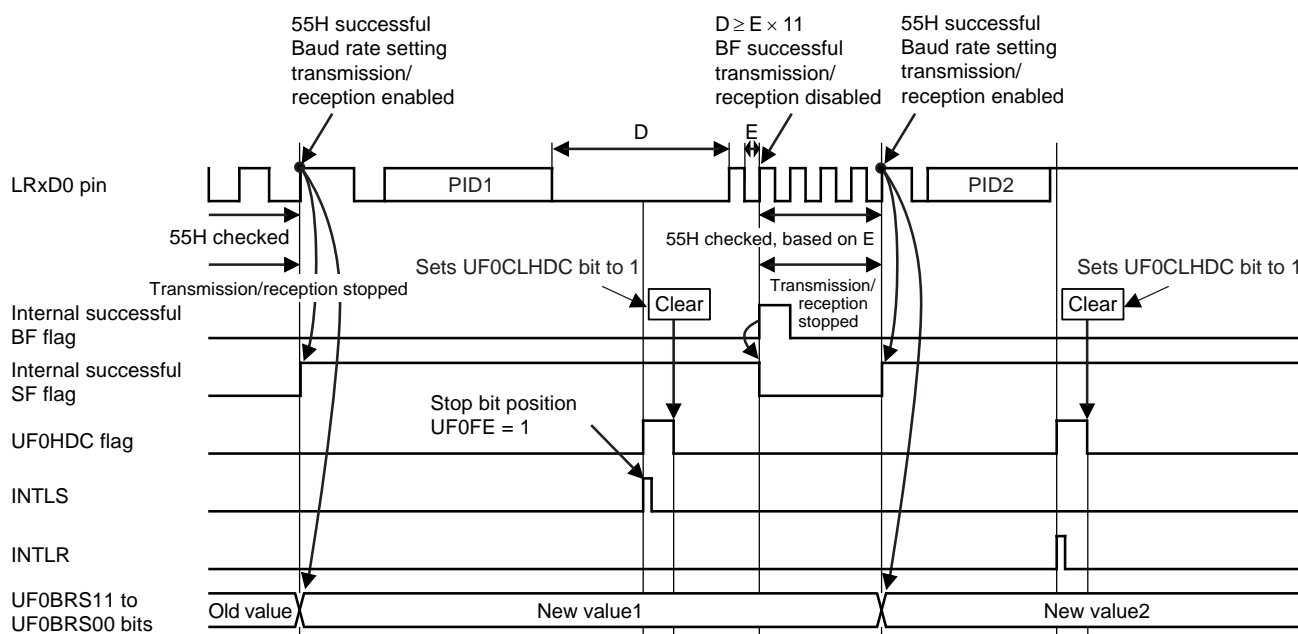 55H successful
Baud rate setting
transmission/
reception enabled
D ≥ E × 11
BF successful
transmission/
reception disabled
55H successful
Baud rate setting
transmission/
reception enabled
D
E
LRxD0 pin
PID1
PID2
55H checked
55H checked, based on E
Sets UF0CLHDC bit to 1
Sets UF0CLHDC bit to 1
Transmission/reception stopped
Transmission/
reception
stopped
Internal successful
BF flag
Clear
Clear
Internal successful
SF flag
Stop bit position
UF0FE = 1
UF0HDC flag
INTLS
INTLR
UF0BRS11 to
UF0BRS00 bits
Old value
New value1
New value2